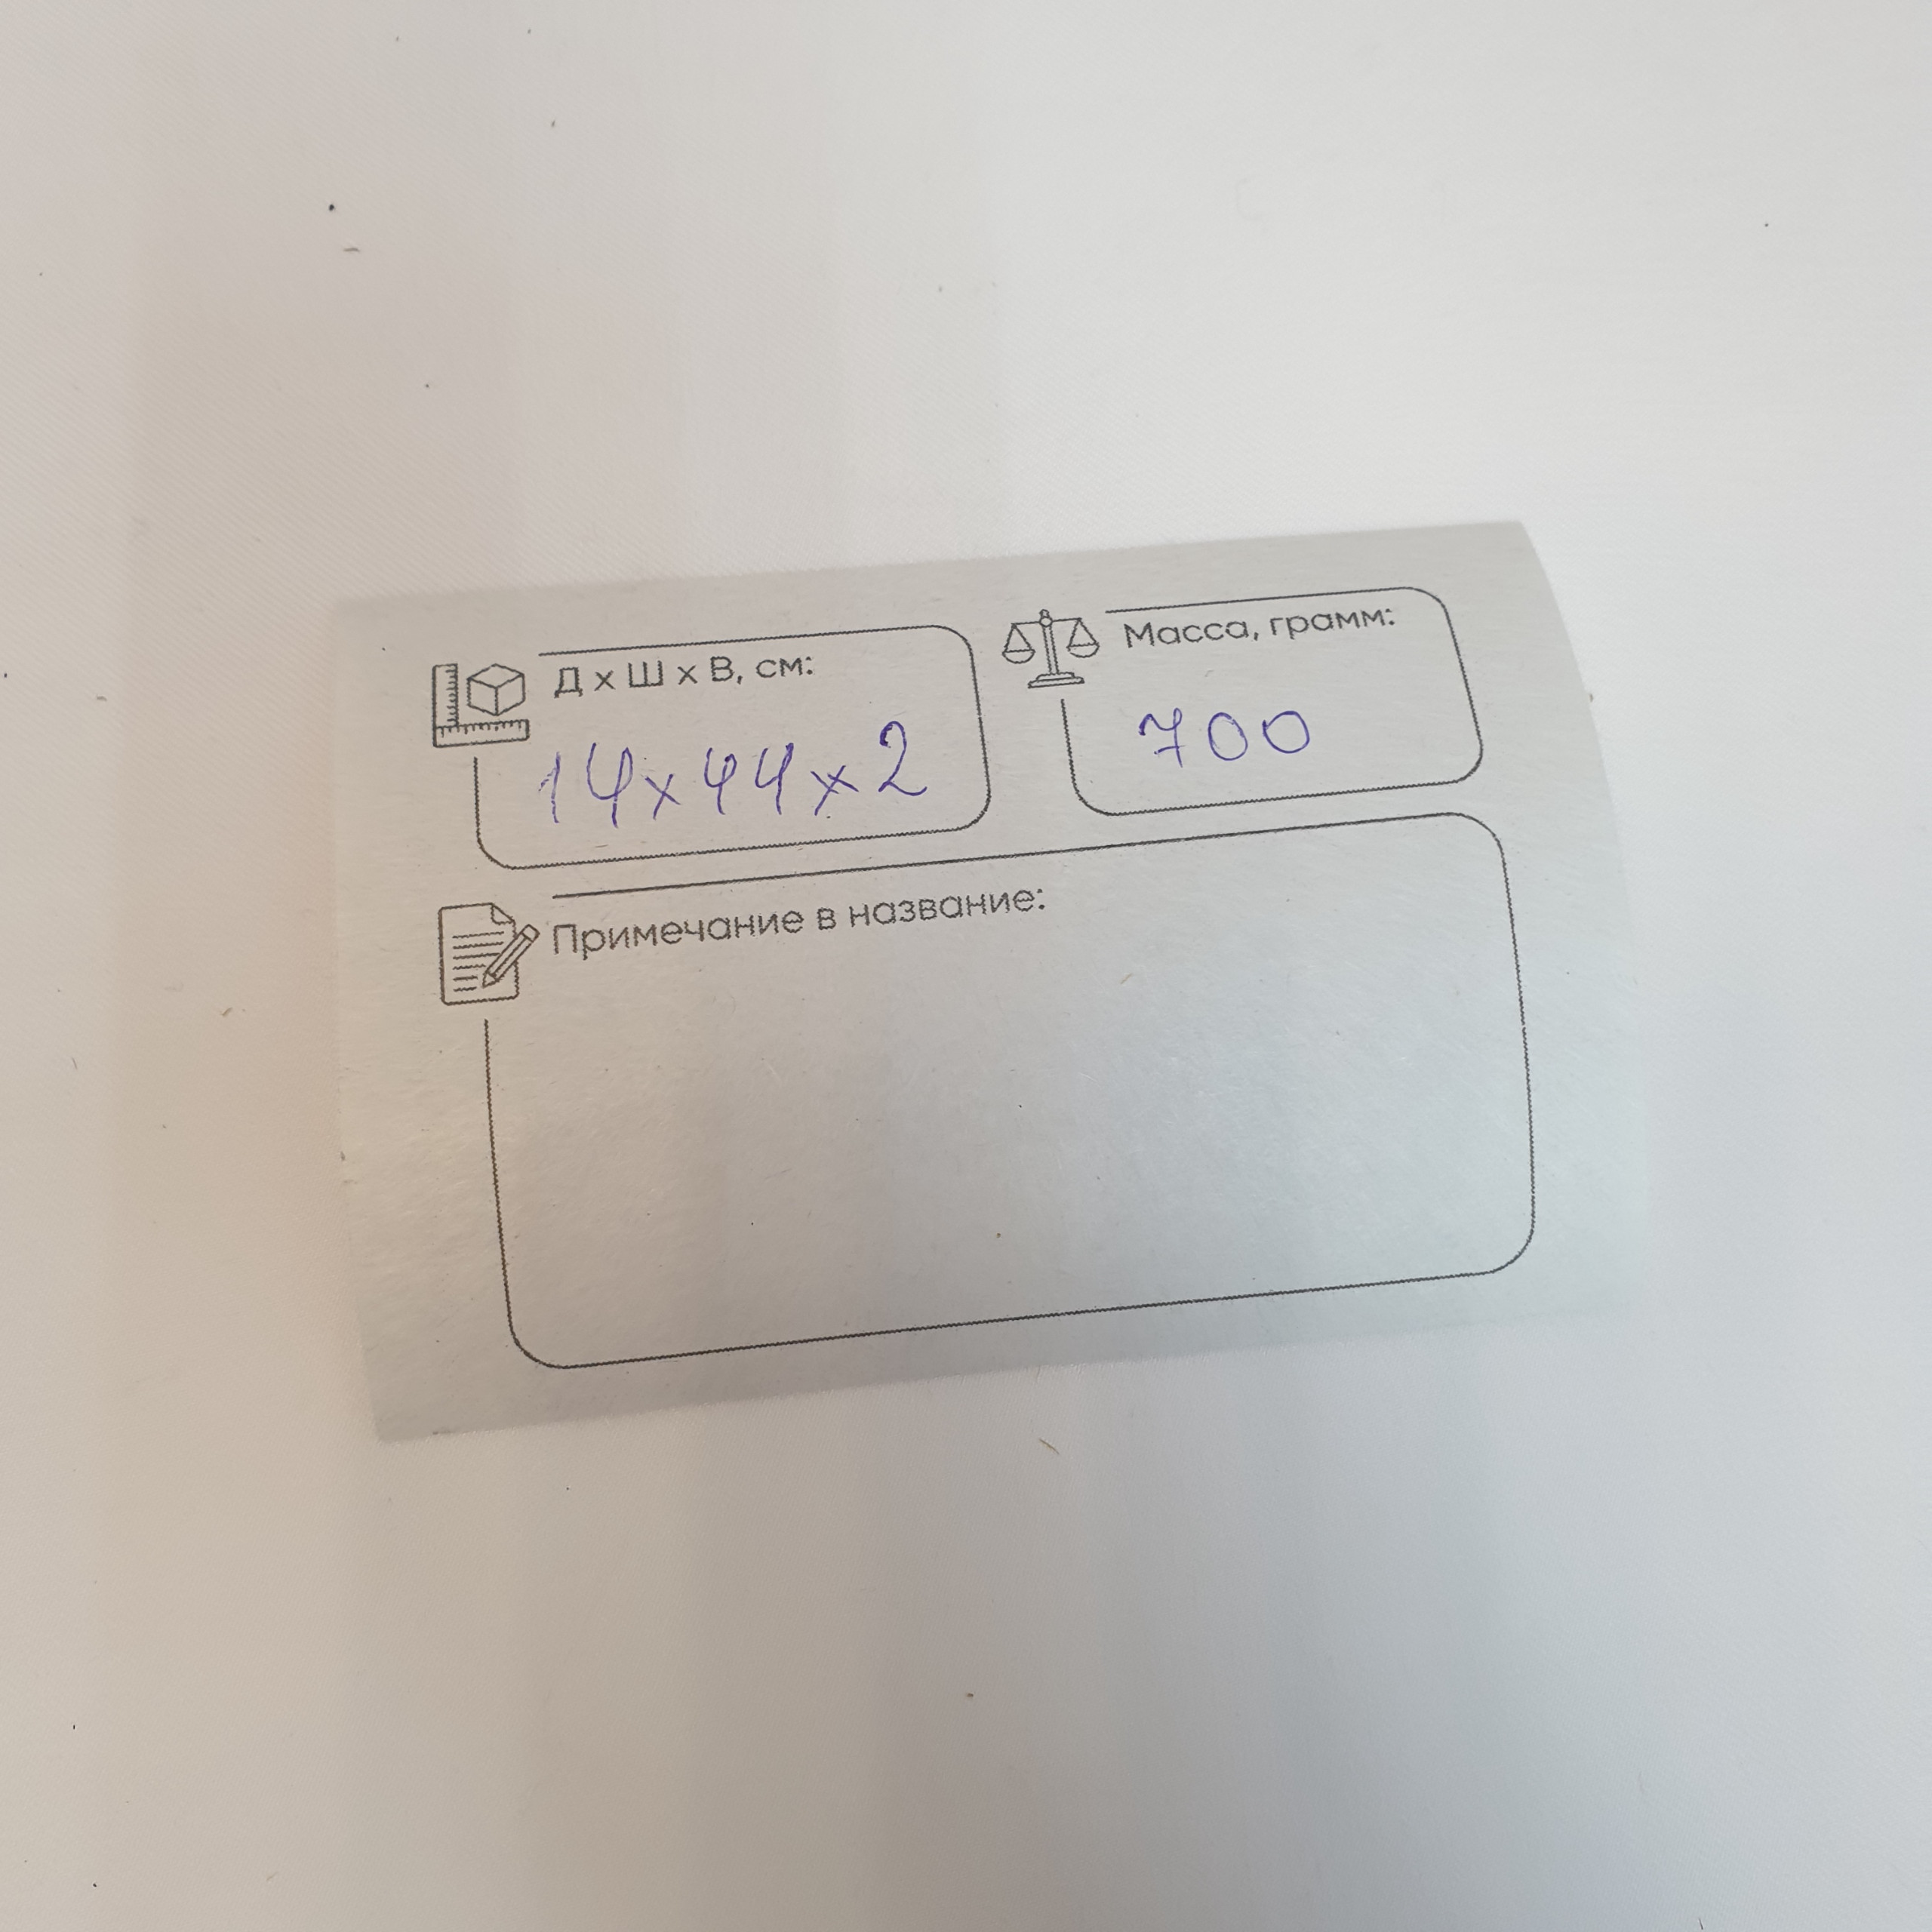 Д х Ш х В, см:
14х44х2
Масса, грамм:
700
Примечание в название: